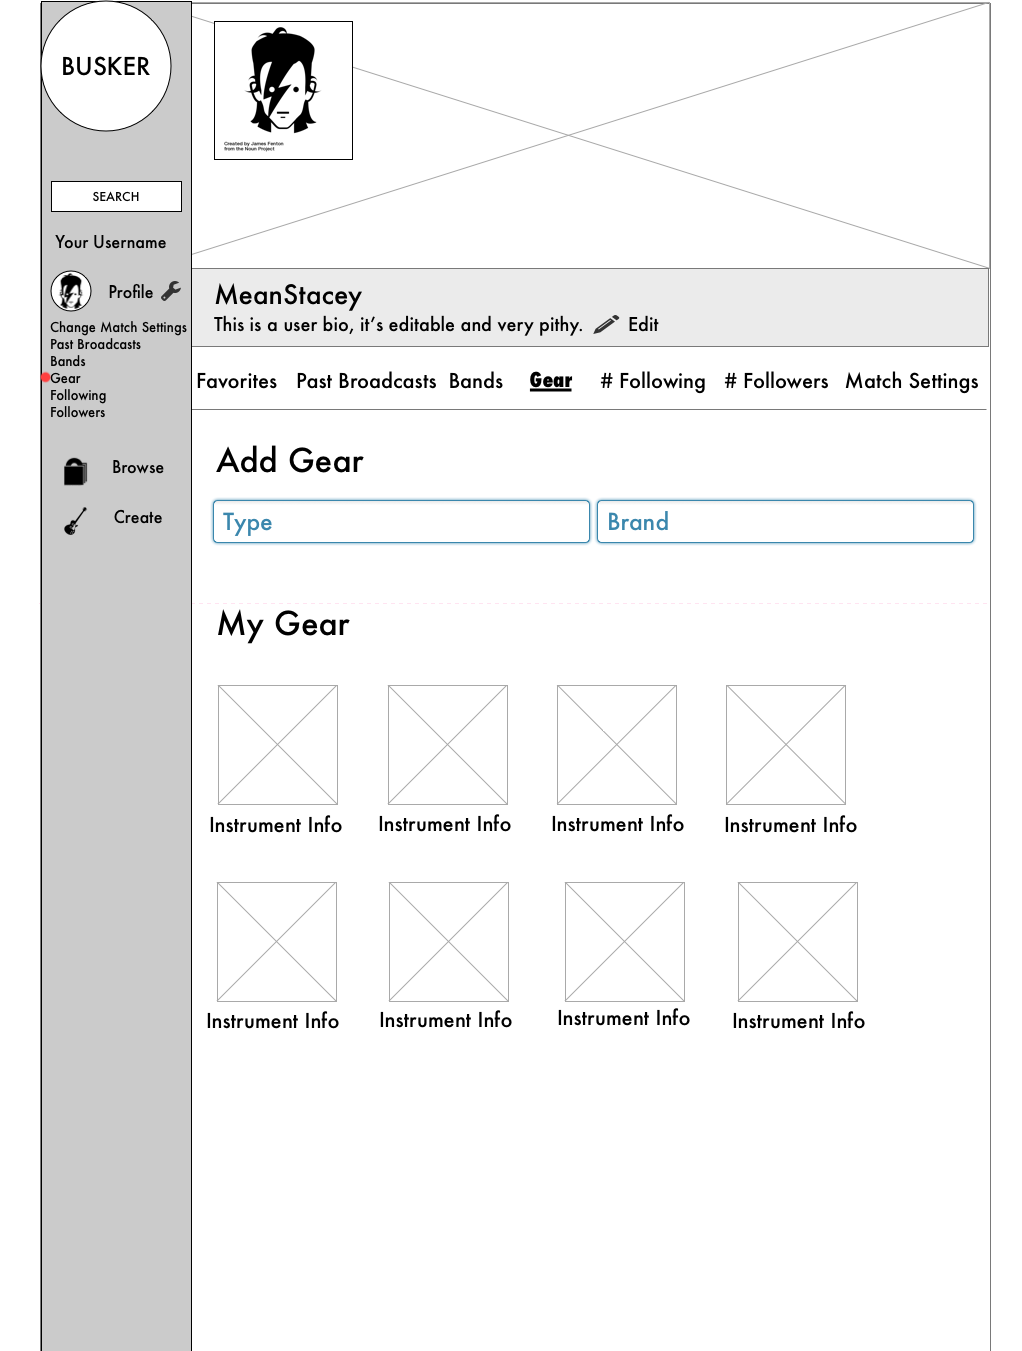 BUSKER
SEARCH
Your Username
Profile
Change Match Settings
Past Broadcasts
Bands
Gear
Following
Followers
Browse
Create
Created by James Fenton
from the Noun Project
MeanStacey
This is a user bio, it’s editable and very pithy. Edit
Favorites Past Broadcasts Bands Gear # Following # Followers Match Settings
Add Gear
Type Brand
My Gear
Instrument Info Instrument Info Instrument Info Instrument Info
Instrument Info Instrument Info Instrument Info Instrument Info